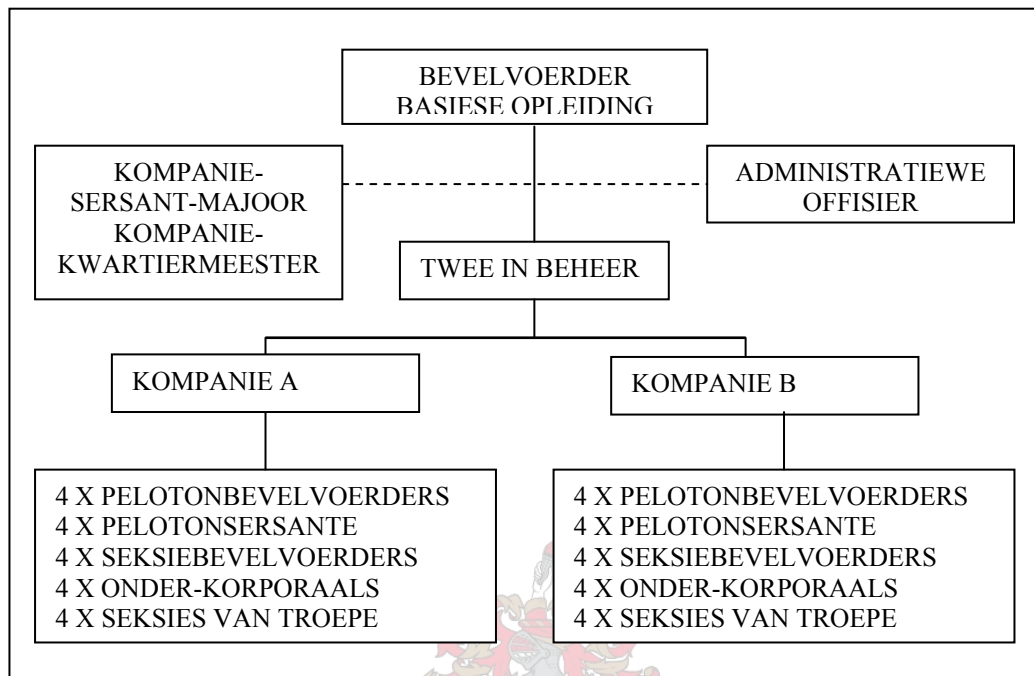 BEVELVOERDER
BASIESE OPLEIDING
KOMPANIE-
SERSANT-MAJOOR
KOMPANIE-
KWARTIERMEESTER
ADMINISTRATIEWE
OFFISIER
TWEE IN BEHEER
KOMPANIE A
KOMPANIE B
4 X PELOTONBEVELVOERDERS
4 X PELOTONSERSANTE
4 X SEKSIEBEVELVOERDERS
4 X ONDER-KORPORAALS
4 X SEKSIES VAN TROEPE
4 X PELOTONBEVELVOERDERS
4 X PELOTONSERSANTE
4 X SEKSIEBEVELVOERDERS
4 X ONDER-KORPORAALS
4 X SEKSIES VAN TROEPE